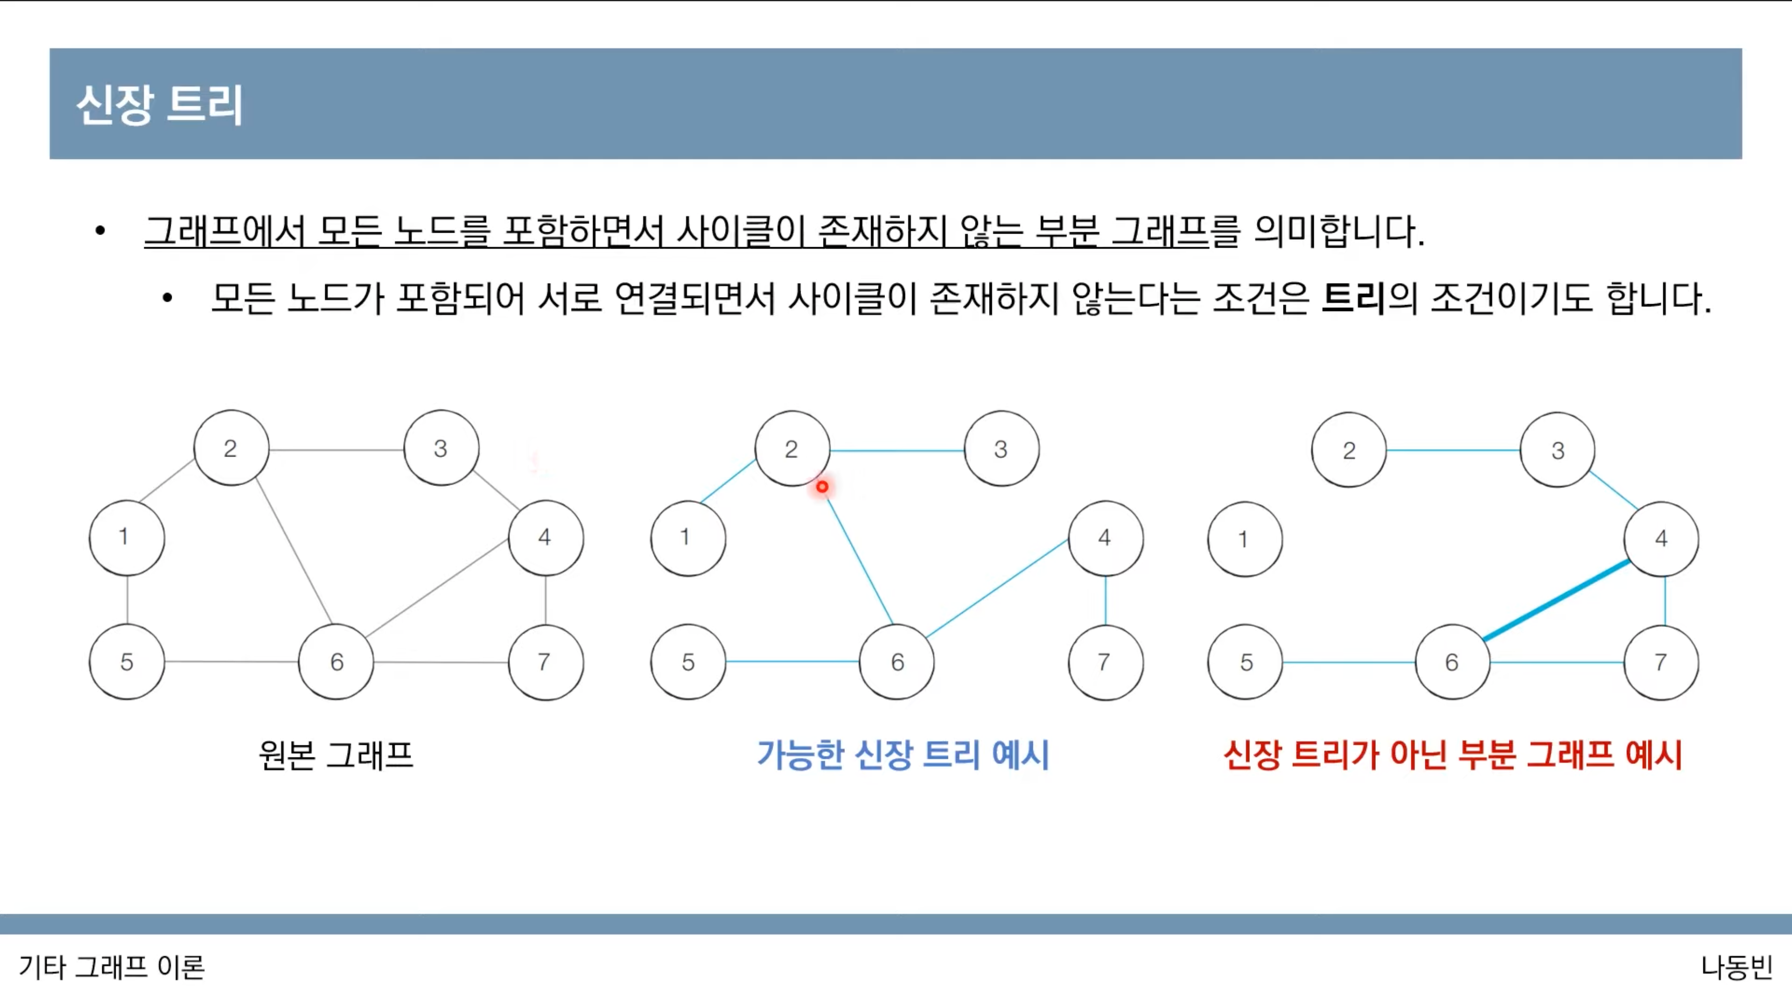 신장 트리
• 그래프에서 모든 노드를 포함하면서 사이클이 존재하지 않는 부분 그래프를 의미합니다.
• 모든 노드가 포함되어 서로 연결되면서 사이클이 존재하지 않는다는 조건은 트리의 조건이기도 합니다.
2 3
1 4
5 6 7
원본 그래프
2 3
1 4
5 6 7
가능한 신장 트리 예시
2 3
1 4
5 6 7
신장 트리가 아닌 부분 그래프 예시
기타 그래프 이론
나동빈